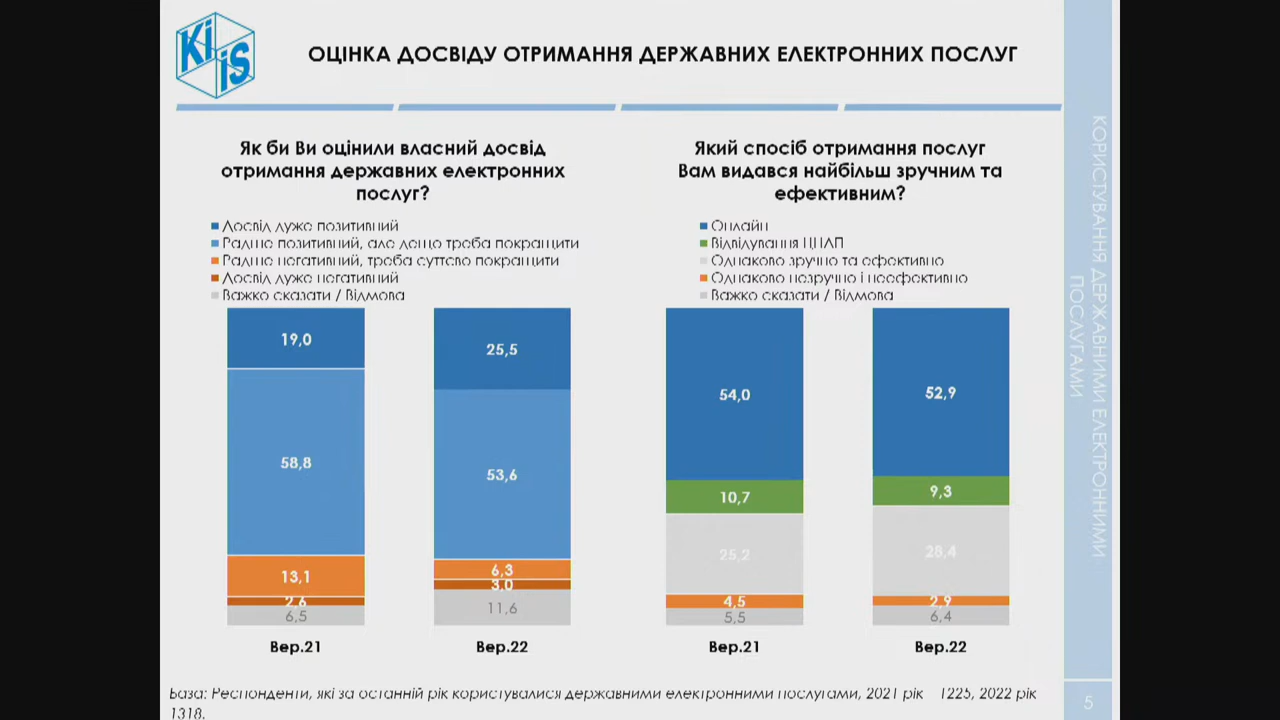 KIIS
ОЦІНКА ДОСВІДУ ОТРИМАННЯ ДЕРЖАВНИХ ЕЛЕКТРОННИХ ПОСЛУГ
Як би Ви оцінили власний досвід
отримання державних електронних
послуг?
Досвід дуже позитивний
Радше позитивний, але дещо треба покращити
Радше негативний, треба суттєво покращити
Досвід дуже негативний
Важко сказати / Відмова
19,0
58,8
13,1
2,6
6,5
Вер.21
25,5
53,6
6,3
3,0
11,6
Вер.22
Який спосіб отримання послуг
Вам видався найбільш зручним та
ефективним?
Онлайн
Відвідування ЦНАП
Однаково зручно та ефективно
Однаково незручно і неефективно
Важко сказати / Відмова
54,0
10,7
25,2
4,5
5,5
Вер.21
52,9
9,3
28,4
2,9
6,4
Вер.22
База: Респонденти, які за останній рік користувалися державними електронними послугами, 2021 рік 1225, 2022 рік
1318.
КОРИСТУВАННЯ ДЕРЖАВНИМИ ЕЛЕКТРОННИМИ
ПОСЛУГАМИ
5